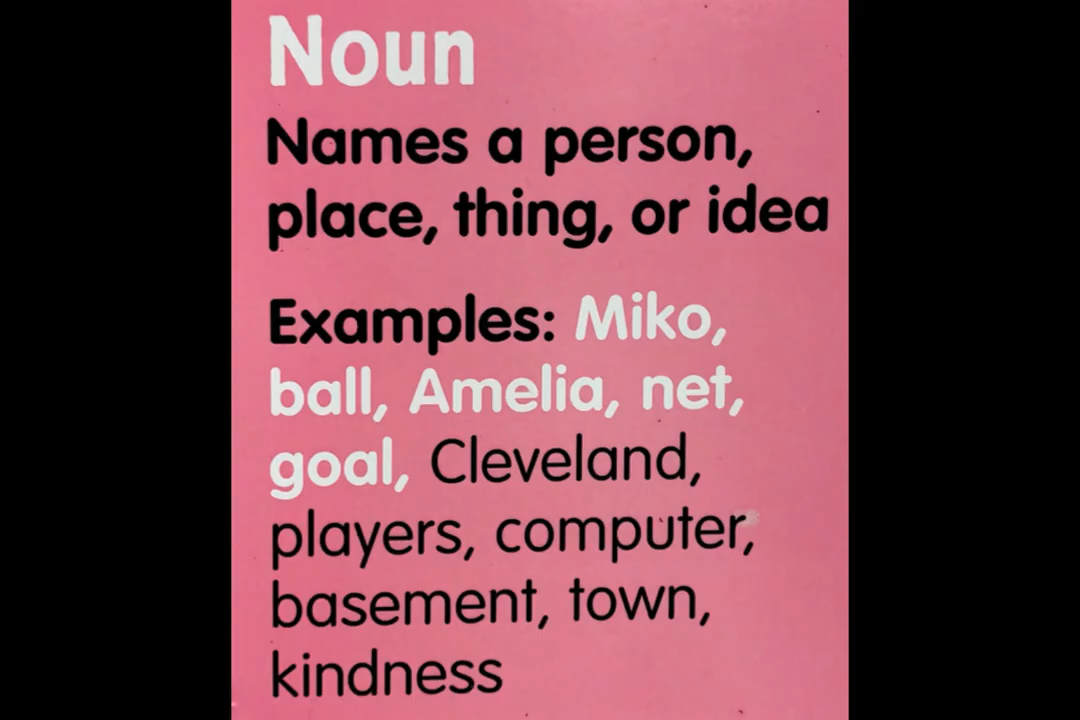 Noun
Names a person,
place, thing, or idea
Examples: Miko,
ball, Amelia, net,
goal, Cleveland,
players, computer,
basement, town,
kindness